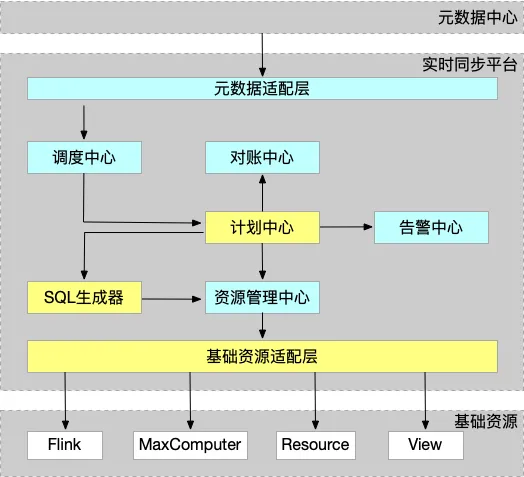 元数据中心
实时同步平台
元数据适配层
调度中心
对账中心
计划中心
告警中心
SQL生成器
资源管理中心
基础资源适配层
基础资源
Flink
MaxComputer
Resource
View